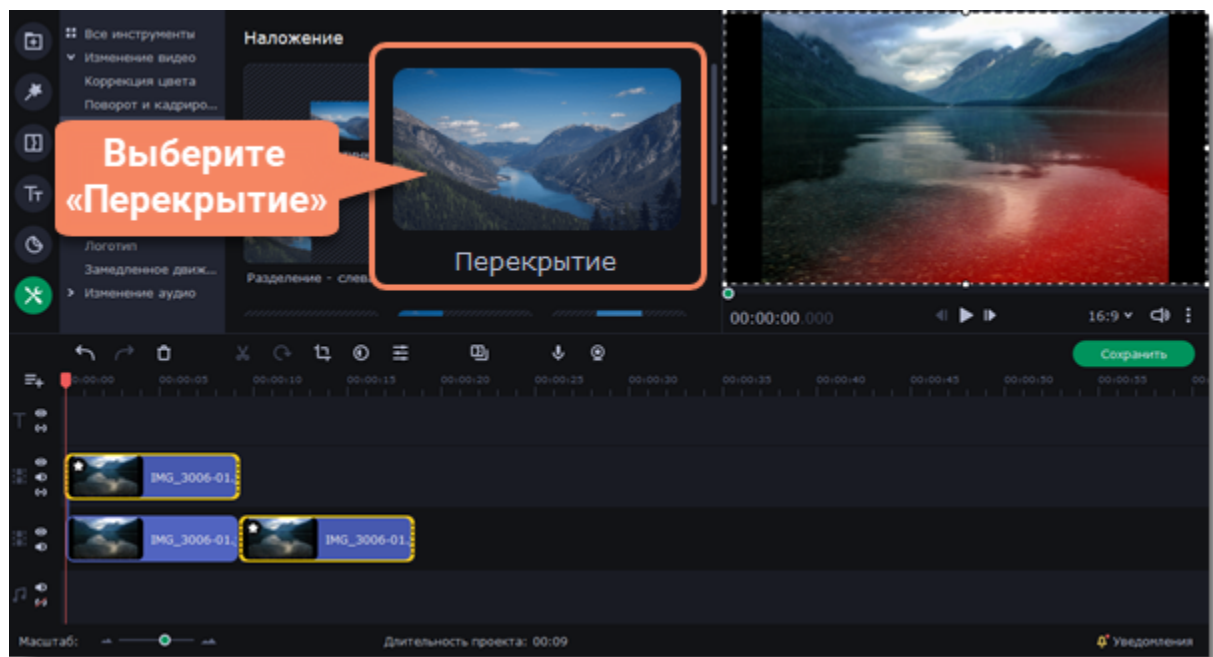 Все инструменты
Изменение видео
Коррекция цвета
Поворот и кадриро...
Логотип
Замедленное движ...
Изменение аудио
Наложение
Выберите
«Перекрытие»
Перекрытие
Разделение - слева
00:00:00.000
16:9
Сохранить
0:00:00 00:00:05 00:00:10 00:00:15 00:00:20 00:00:25 00:00:30 00:00:35 00:00:40 00:00:45 00:00:50 00:00:55 00:
IMG_3006-01.
IMG_3006-01.
IMG_3006-01.
Масштаб:
Длительность проекта: 00:09
Уведомления